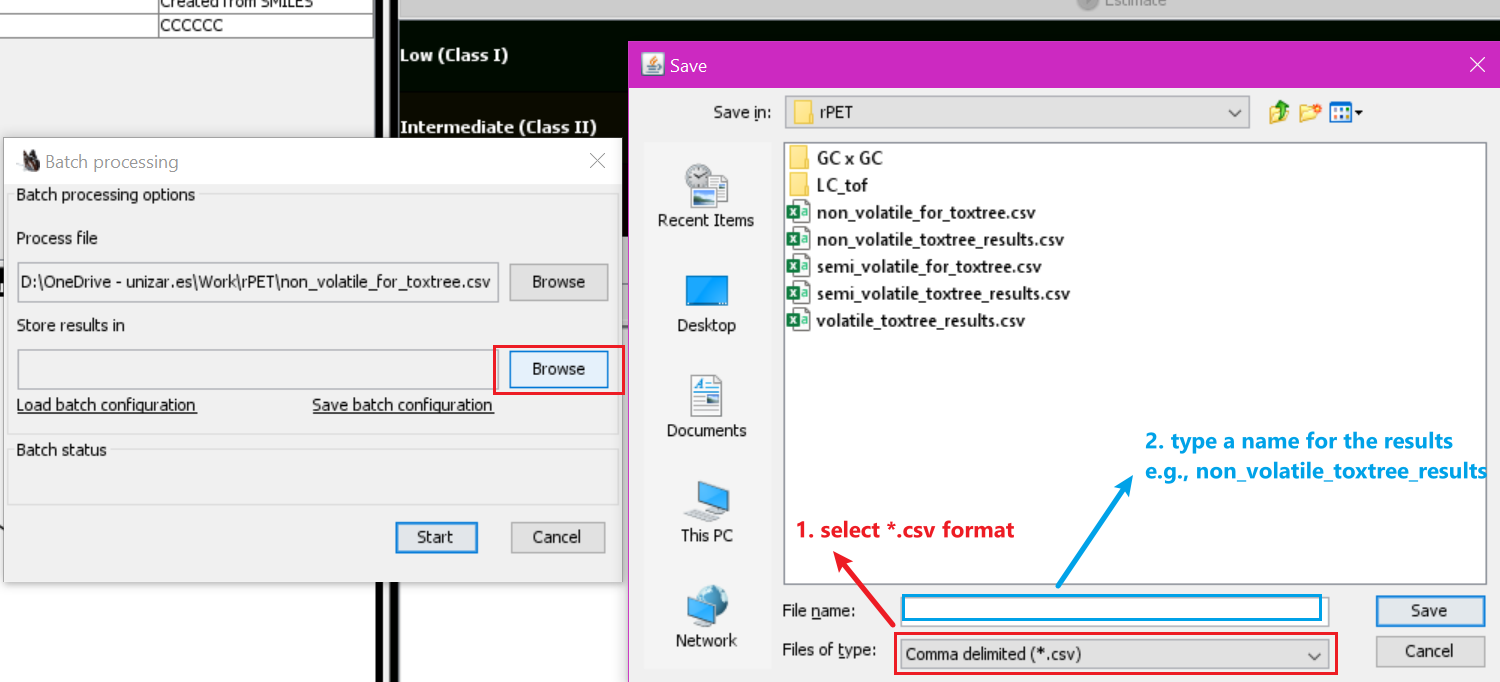 Created from SMILES
CCCCCC
Estimate
Low (Class I)
Intermediate (Class II)
Batch processing
Batch processing options
Process file
D:\OneDrive - unizar.es\Work\rPET\non_volatile_for_toxtree.csv
Browse
Store results in
Browse
Load batch configuration
Save batch configuration
Batch status
Start
Cancel
Save
Save in:
rPET
Recent Items
Desktop
Documents
This PC
Network
GC x GC
LC_tof
non_volatile_for_toxtree.csv
non_volatile_toxtree_results.csv
semi_volatile_for_toxtree.csv
semi_volatile_toxtree_results.csv
volatile_toxtree_results.csv
2. type a name for the results
e.g., non_volatile_toxtree_results
1. select *.csv format
File name:
Save
Files of type:
Comma delimited (*.csv)
Cancel